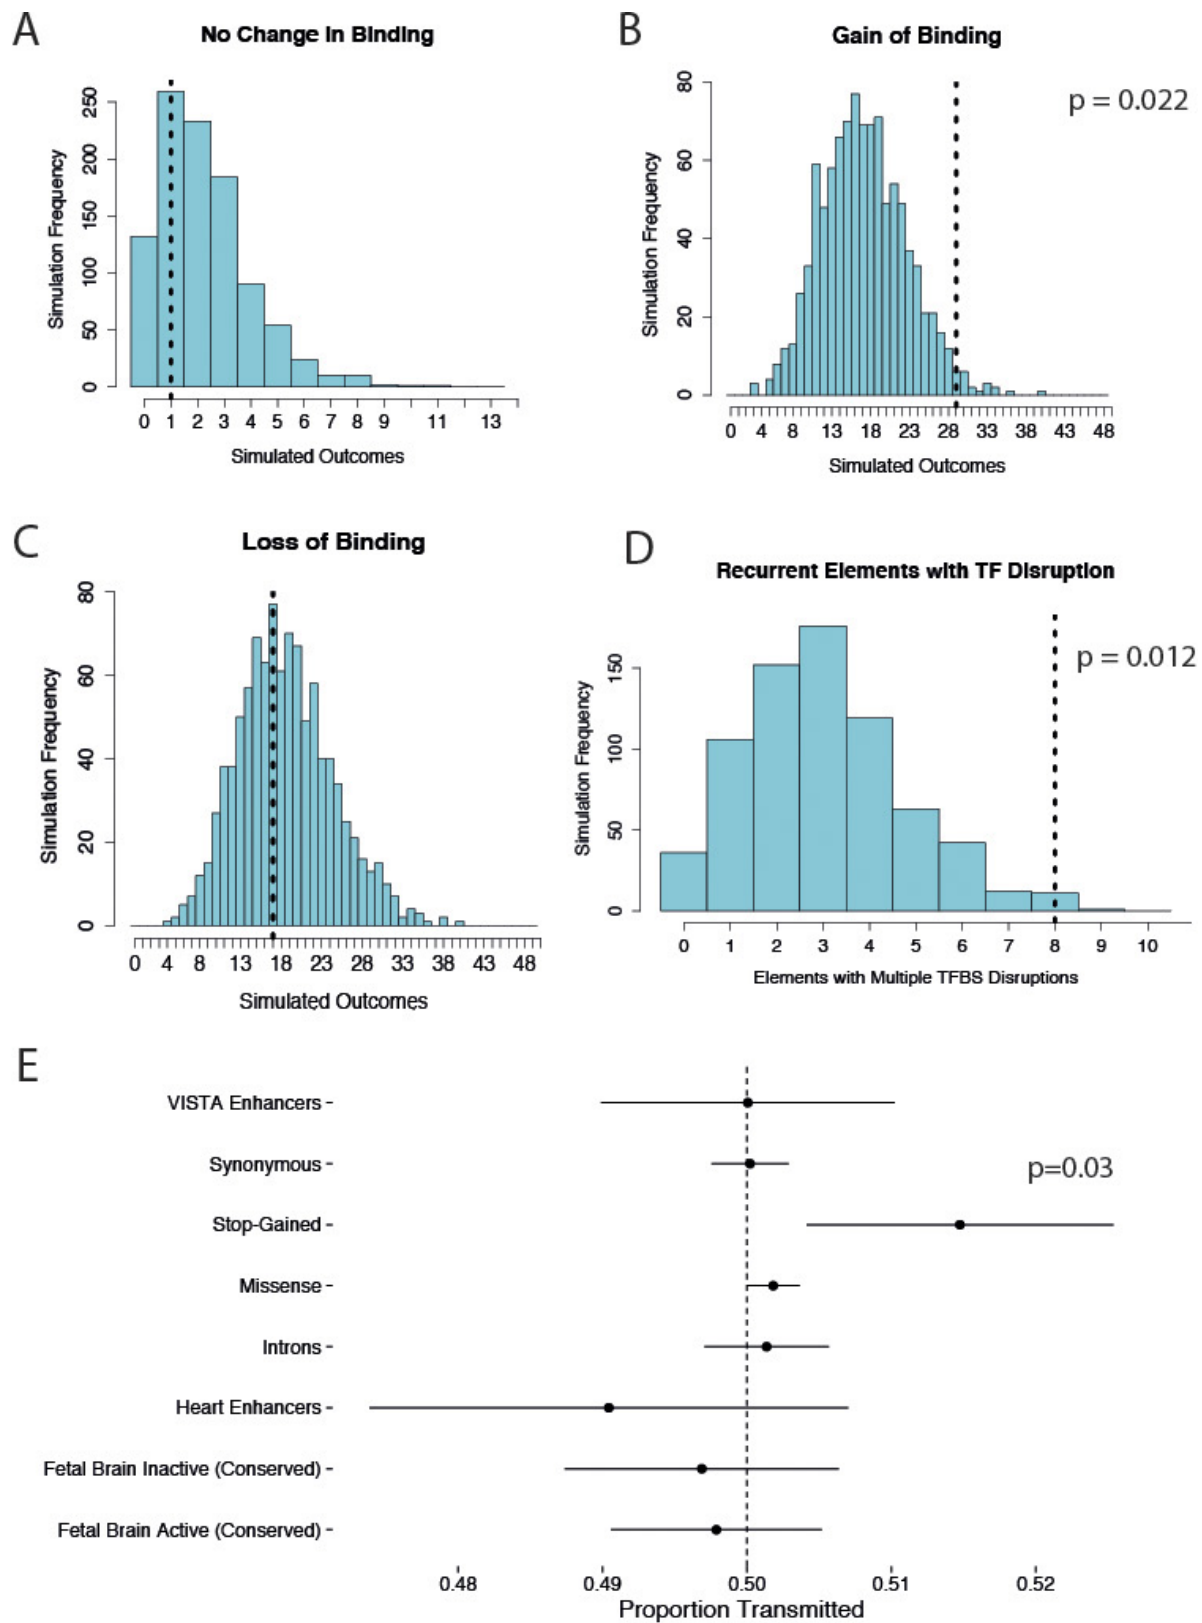 A
No Change in Binding
Simulation Frequency
250
200
150
100
50
0
0 1 2 3 4 5 6 7 8 9 11 13
Simulated Outcomes
B
Gain of Binding
p = 0.022
Simulation Frequency
80
60
40
20
0
0 4 8 13 18 23 28 33 38 43 48
Simulated Outcomes
C
Loss of Binding
Simulation Frequency
80
60
40
20
0
0 4 8 13 18 23 28 33 38 43 48
Simulated Outcomes
D
Recurrent Elements with TF Disruption
p = 0.012
Simulation Frequency
150
100
50
0
0 1 2 3 4 5 6 7 8 9 10
Elements with Multiple TFBS Disruptions
E
VISTA Enhancers
Synonymous
p=0.03
Stop-Gained
Missense
Introns
Heart Enhancers
Fetal Brain Inactive (Conserved)
Fetal Brain Active (Conserved)
0.48 0.49 0.50 0.51 0.52
Proportion Transmitted